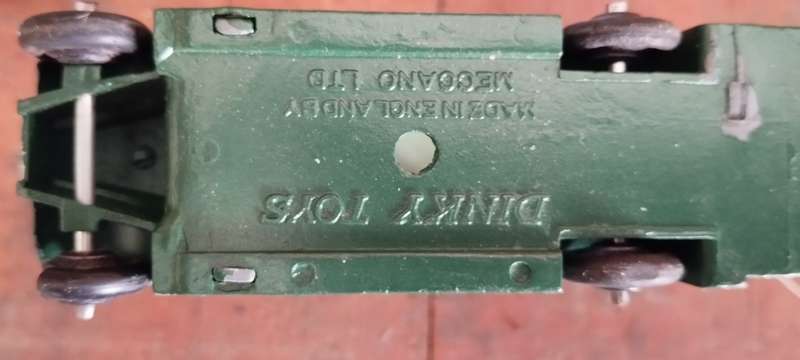 DINKY TOYS
MADE IN ENGLAND BY
MECCANO LTD